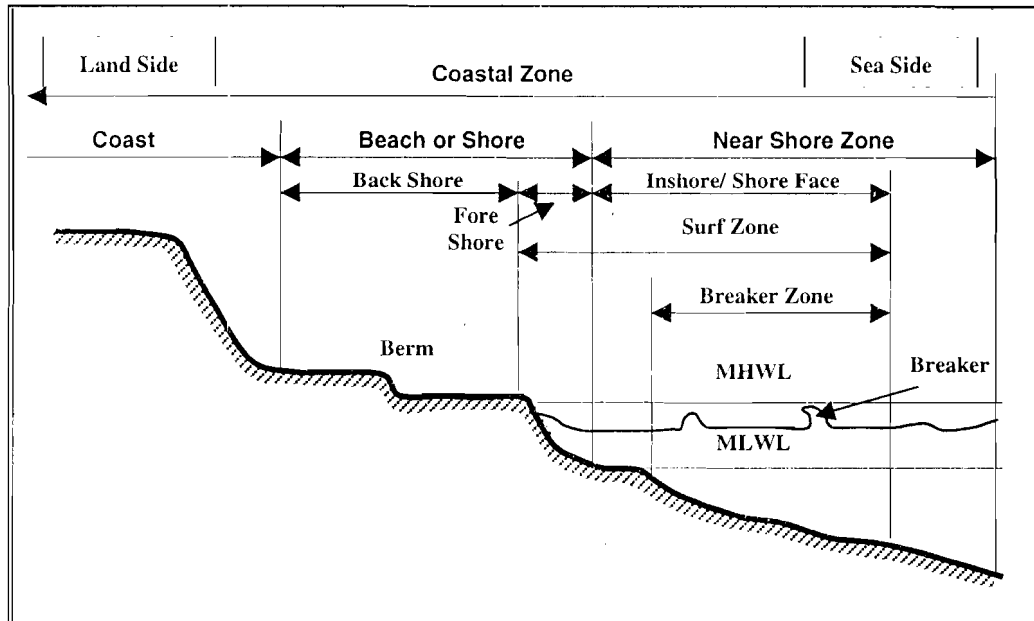 Land Side
Coastal Zone
Sea Side
Coast
Beach or Shore
Near Shore Zone
Back Shore
Inshore/ Shore Face
Fore
Shore
Surf Zone
Breaker Zone
Berm
MHWL
Breaker
MLWL